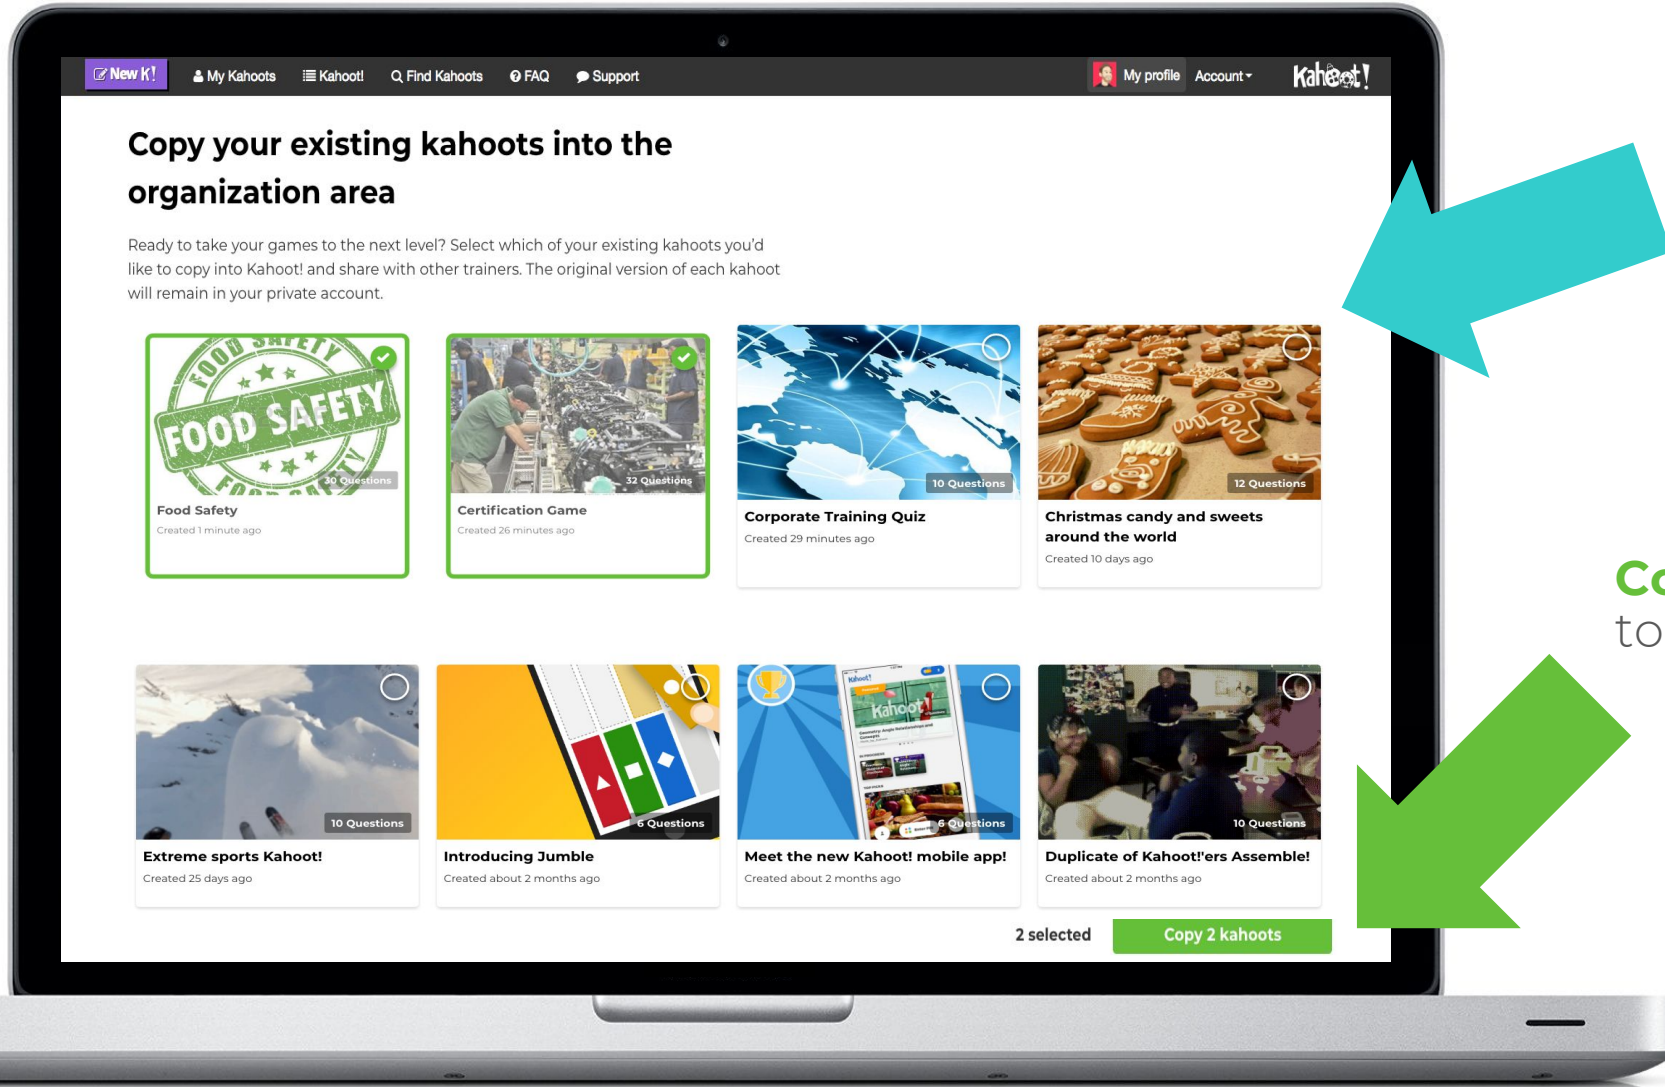 New K!
My Kahoots
Kahoot!
Find Kahoots
FAQ
Support
My profile
Account
Kahoot!
Copy your existing kahoots into the
organization area
Ready to take your games to the next level? Select which of your existing kahoots you'd
like to copy into Kahoot! and share with other trainers. The original version of each kahoot
will remain in your private account.
FOOD SAFETY
FOOD SAFETY
FOOD SAFETY
30 Questions
Food Safety
Created 1 minute ago
32 Questions
Certification Game
Created 26 minutes ago
10 Questions
Corporate Training Quiz
Created 29 minutes ago
12 Questions
Christmas candy and sweets
around the world
Created 10 days ago
Co
to
10 Questions
Extreme sports Kahoot!
Created 25 days ago
6 Questions
Introducing Jumble
Created about 2 months ago
Kahoot!
Kahoot!
6 Questions
Meet the new Kahoot! mobile app!
Created about 2 months ago
10 Questions
Duplicate of Kahoot!'ers Assemble!
Created about 2 months ago
2 selected
Copy 2 kahoots